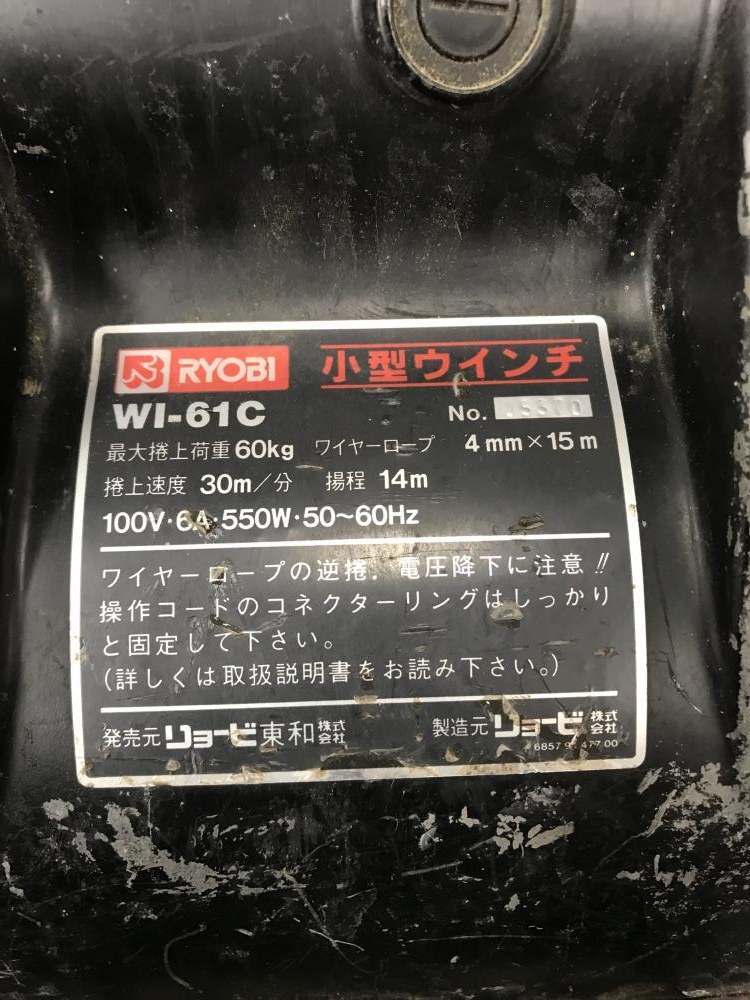 RYOBI 小型ウインチ
WI-61C No.
最大捲上荷重 60kg ワイヤーロープ 4mm×15m
捲上速度 30m/分 揚程 14m
100V・6A 550W・50~60Hz
ワイヤーロープの逆捲、電圧降下に注意!!
操作コードのコネクターリングはしっかり
と固定して下さい。
(詳しくは取扱説明書をお読み下さい。)
発売元 リョービ東和株式会社 製造元 リョービ株式会社